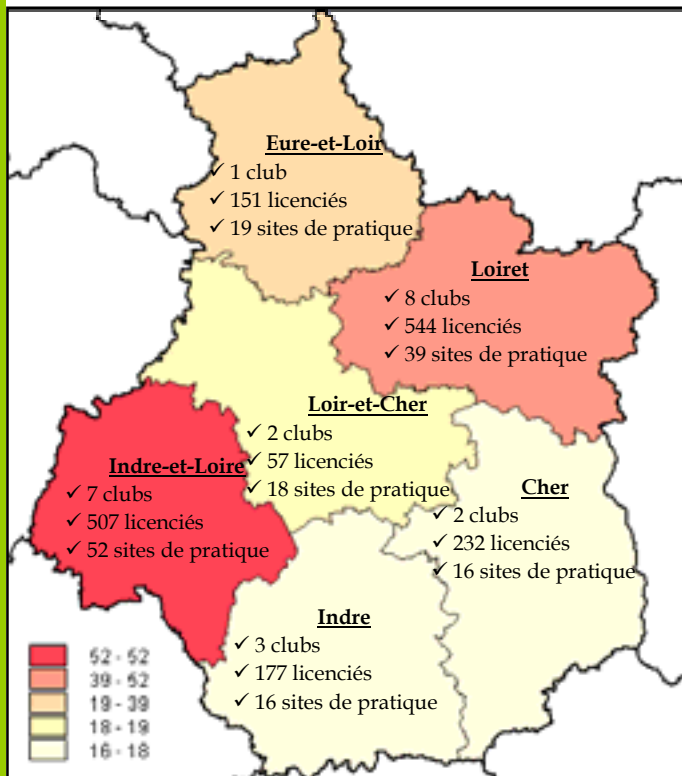 Eure-et-Loir
✓ 1 club
✓ 151 licenciés
✓ 19 sites de pratique
Loiret
✓ 8 clubs
✓ 544 licenciés
✓ 39 sites de pratique
Loir-et-Cher
✓ 2 clubs
✓ 57 licenciés
✓ 18 sites de pratique
Indre-et-Loire
✓ 7 clubs
✓ 507 licenciés
✓ 52 sites de pratique
Cher
✓ 2 clubs
✓ 232 licenciés
✓ 16 sites de pratique
Indre
✓ 3 clubs
✓ 177 licenciés
✓ 16 sites de pratique
52 - 52
39 - 52
19 - 39
18 - 19
16 - 18